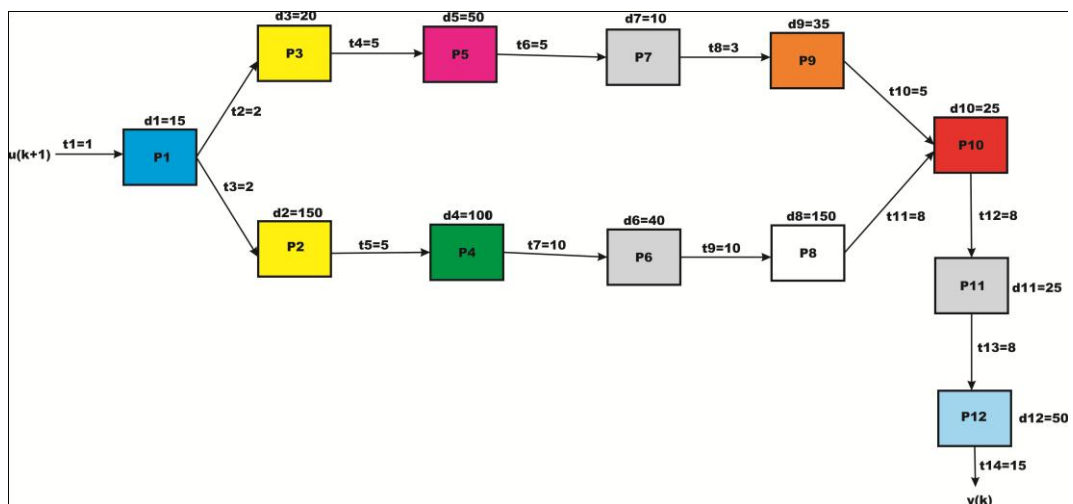 d3=20
d5=50
d7=10
d9=35
P3
t4=5
P5
t6=5
P7
t8=3
P9
t2=2
t10=5
d1=15
d10=25
u(k+1)
t1=1
P1
P10
t3=2
d2=150
d4=100
d6=40
d8=150
t11=8
t12=8
P2
t5=5
P4
t7=10
P6
t9=10
P8
P11
d11=25
t13=8
P12
d12=50
t14=15